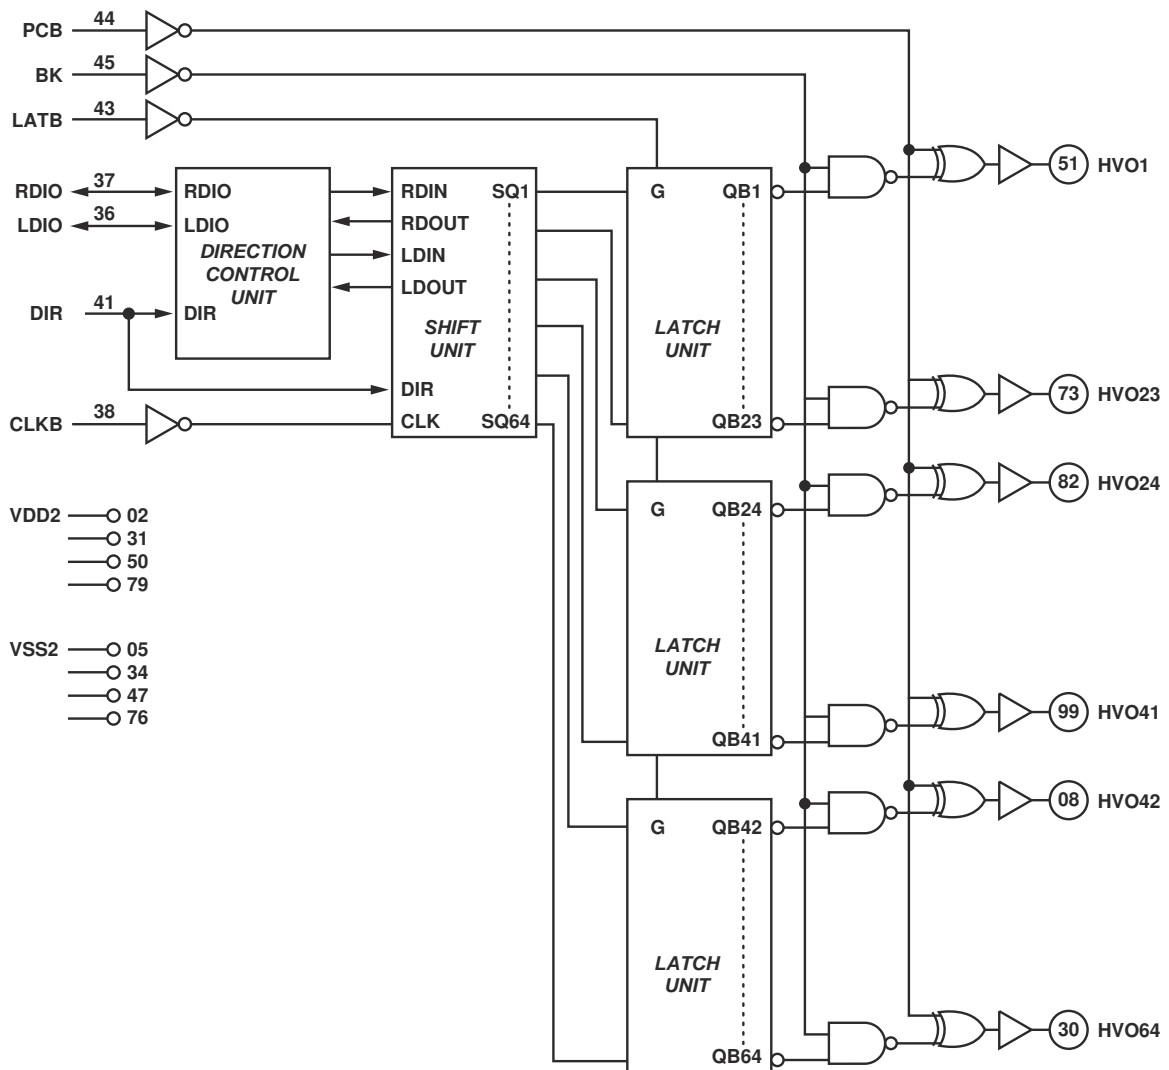 PCB 44
BK 45
LATB 43
RDIO 37
LDIO 36
DIR 41
CLKB 38
RDIO
LDIO
DIRECTION
CONTROL
UNIT
DIR
RDIN SQ1
RDOUT
LDIN
LDOUT
SHIFT
UNIT
DIR
CLK SQ64
G QB1
LATCH
UNIT
QB23
G QB24
LATCH
UNIT
QB41
G QB42
LATCH
UNIT
QB64
51 HVO1
73 HVO23
82 HVO24
99 HVO41
08 HVO42
30 HVO64
VDD2 02
31
50
79
VSS2 05
34
47
76